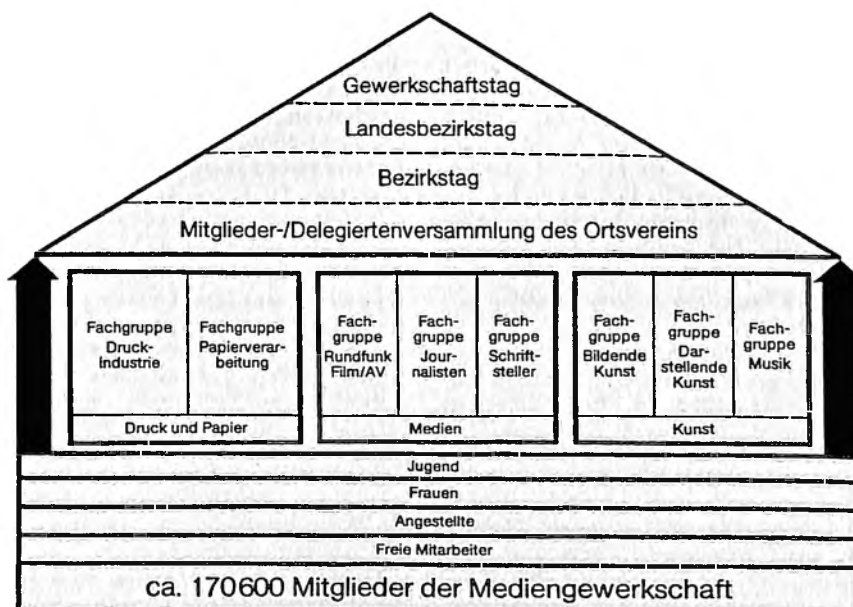 Gewerkschaftstag
Landesbezirkstag
Bezirkstag
Mitglieder-/Delegiertenversammlung des Ortsvereins
Fachgruppe
Druck-
Industrie
Fachgruppe
Papierverar-
beitung
Druck und Papier
Fach-
gruppe
Rundfunk
Film/AV
Fach-
gruppe
Jour-
nalisten
Fach-
gruppe
Schrift-
steller
Medien
Fach-
gruppe
Bildende
Kunst
Fach-
gruppe
Dar-
stellende
Kunst
Fach-
gruppe
Musik
Kunst
Jugend
Frauen
Angestellte
Freie Mitarbeiter
ca. 170600 Mitglieder der Mediengewerkschaft